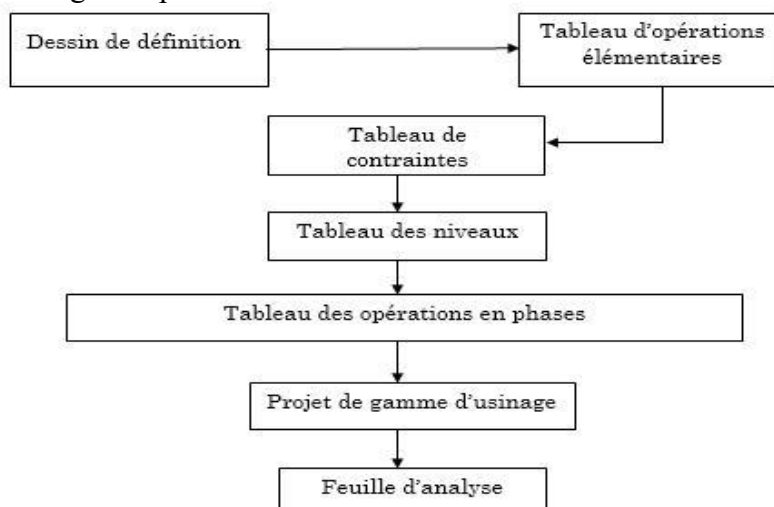 Dessin de définition
Tableau d'opérations
élémentaires
Tableau de
contraintes
Tableau des niveaux
Tableau des opérations en phases
Projet de gamme d'usinage
Feuille d'analyse